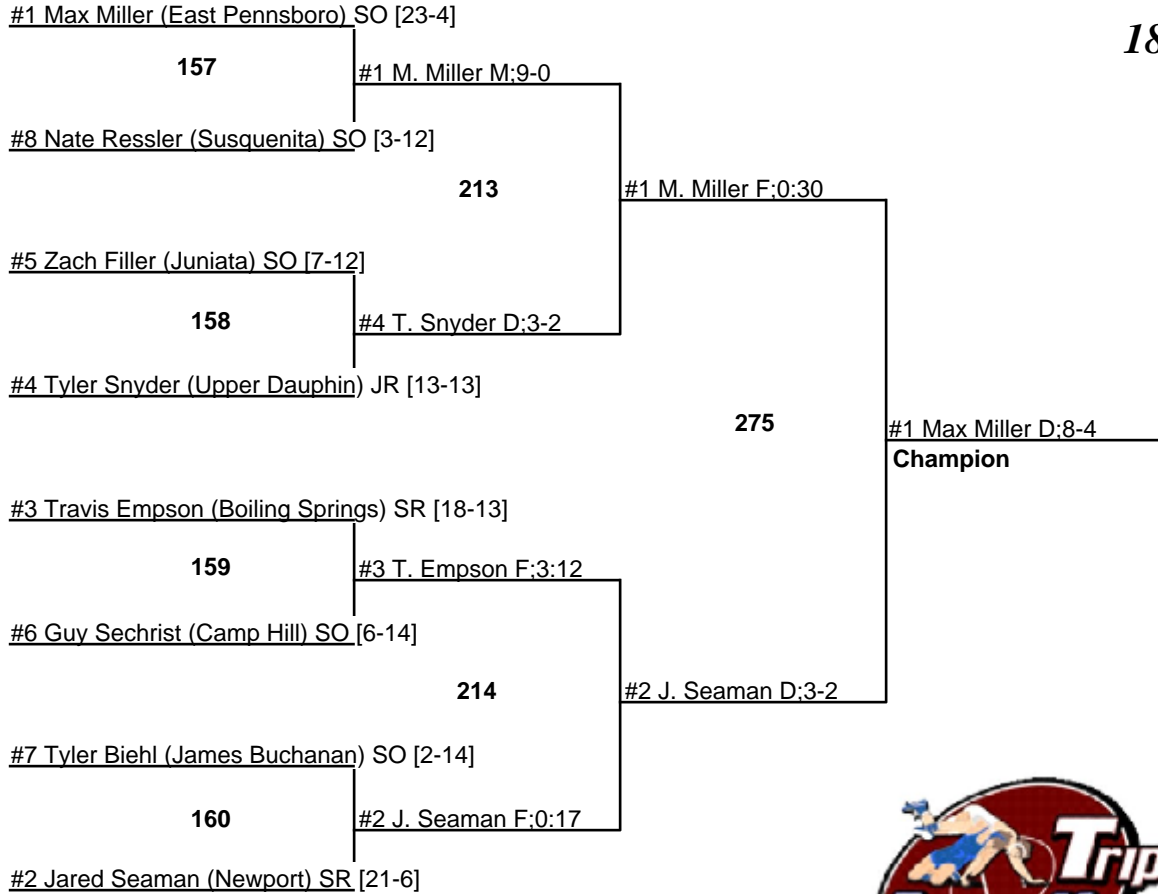 #1 Max Miller (East Pennsboro) SO [23-4]
18
157
#1 M. Miller M;9-0
#8 Nate Ressler (Susquenita) SO [3-12]
213
#1 M. Miller F;0:30
#5 Zach Filler (Juniata) SO [7-12]
158
#4 T. Snyder D;3-2
#4 Tyler Snyder (Upper Dauphin) JR [13-13]
275
#1 Max Miller D;8-4
Champion
#3 Travis Empson (Boiling Springs) SR [18-13]
159
#3 T. Empson F;3:12
#6 Guy Sechrist (Camp Hill) SO [6-14]
214
#2 J. Seaman D;3-2
#7 Tyler Biehl (James Buchanan) SO [2-14]
160
#2 J. Seaman F;0:17
#2 Jared Seaman (Newport) SR [21-6]
Trip